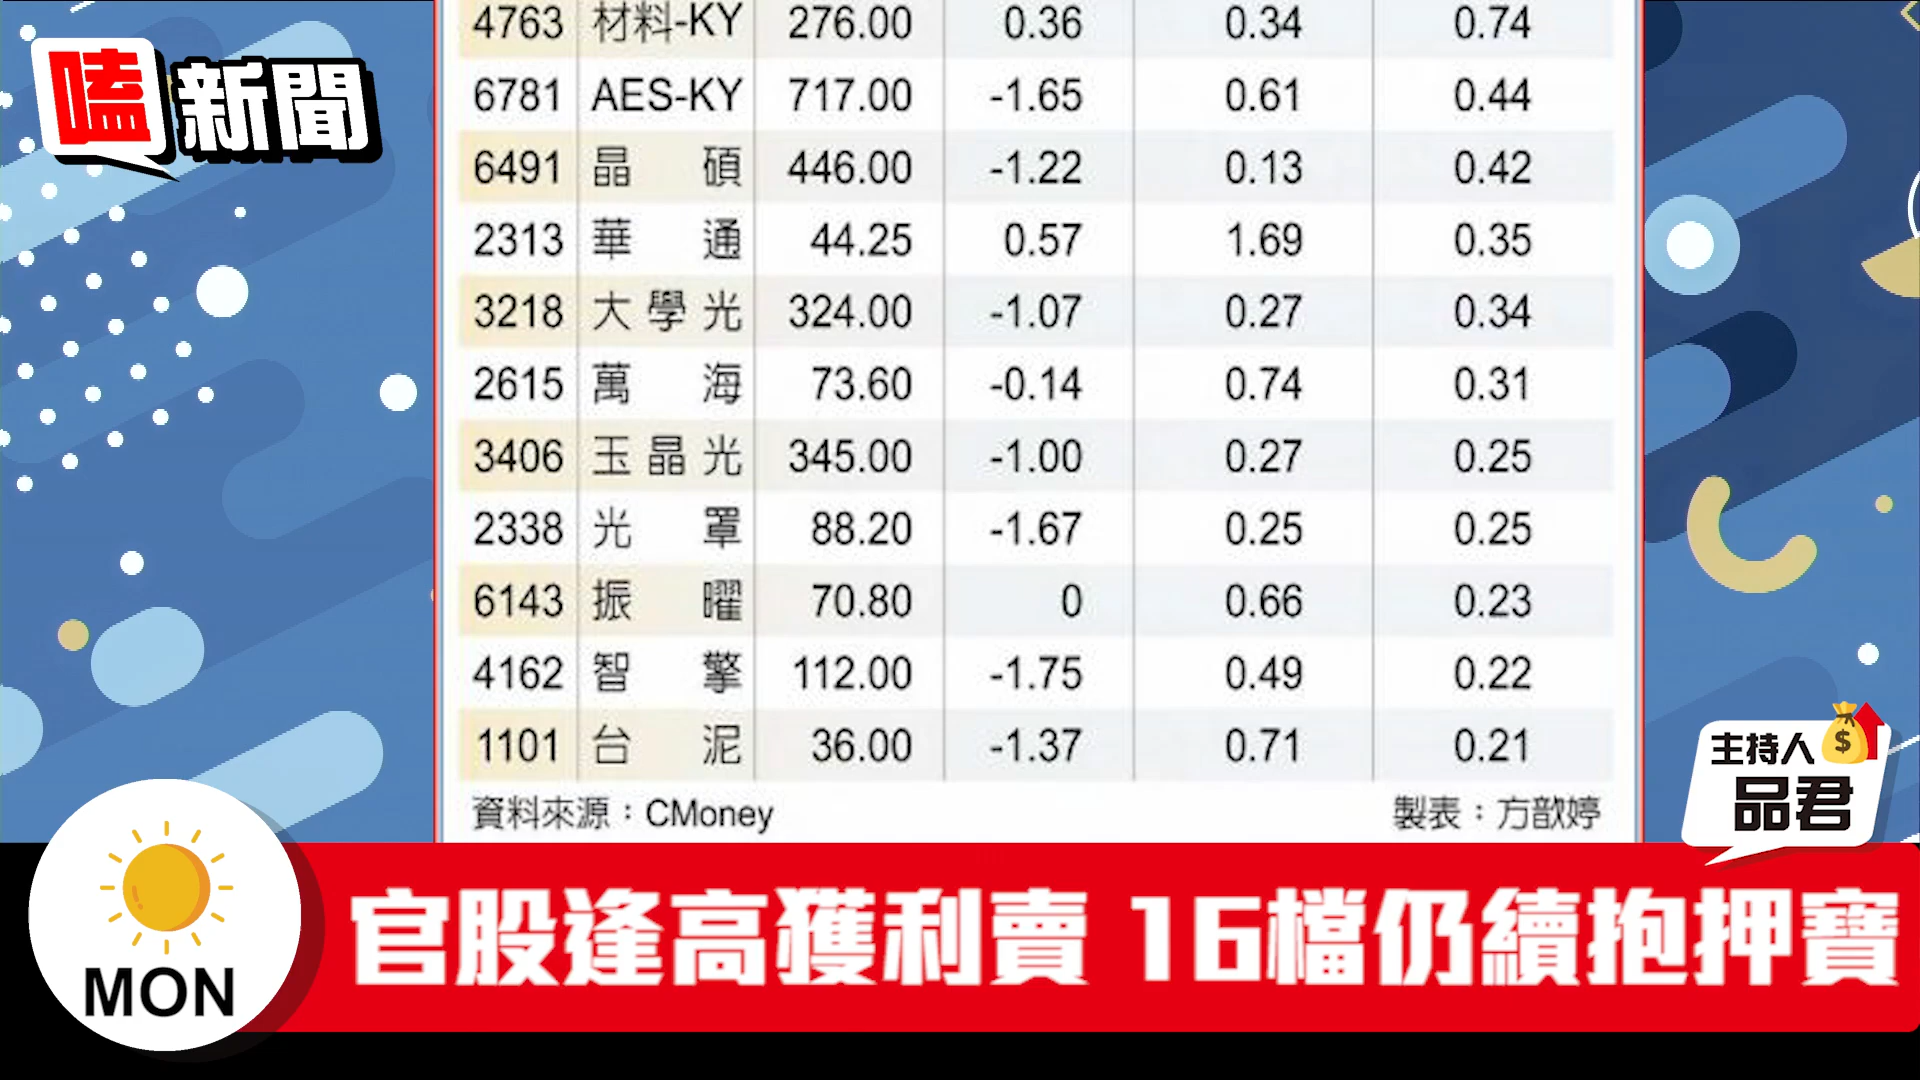 嗑新聞
4763 材料-KY 276.00 0.36 0.34 0.74
6781 AES-KY 717.00 -1.65 0.61 0.44
6491 晶碩 446.00 -1.22 0.13 0.42
2313 華通 44.25 0.57 1.69 0.35
3218 大學光 324.00 -1.07 0.27 0.34
2615 萬海 73.60 -0.14 0.74 0.31
3406 玉晶光 345.00 -1.00 0.27 0.25
2338 光罩 88.20 -1.67 0.25 0.25
6143 振曜 70.80 0 0.66 0.23
4162 智擎 112.00 -1.75 0.49 0.22
1101 台泥 36.00 -1.37 0.71 0.21
資料來源：CMoney 製表：方歆婷
主持人
$
品君
MON
官股逢高獲利賣 16檔仍續抱押寶